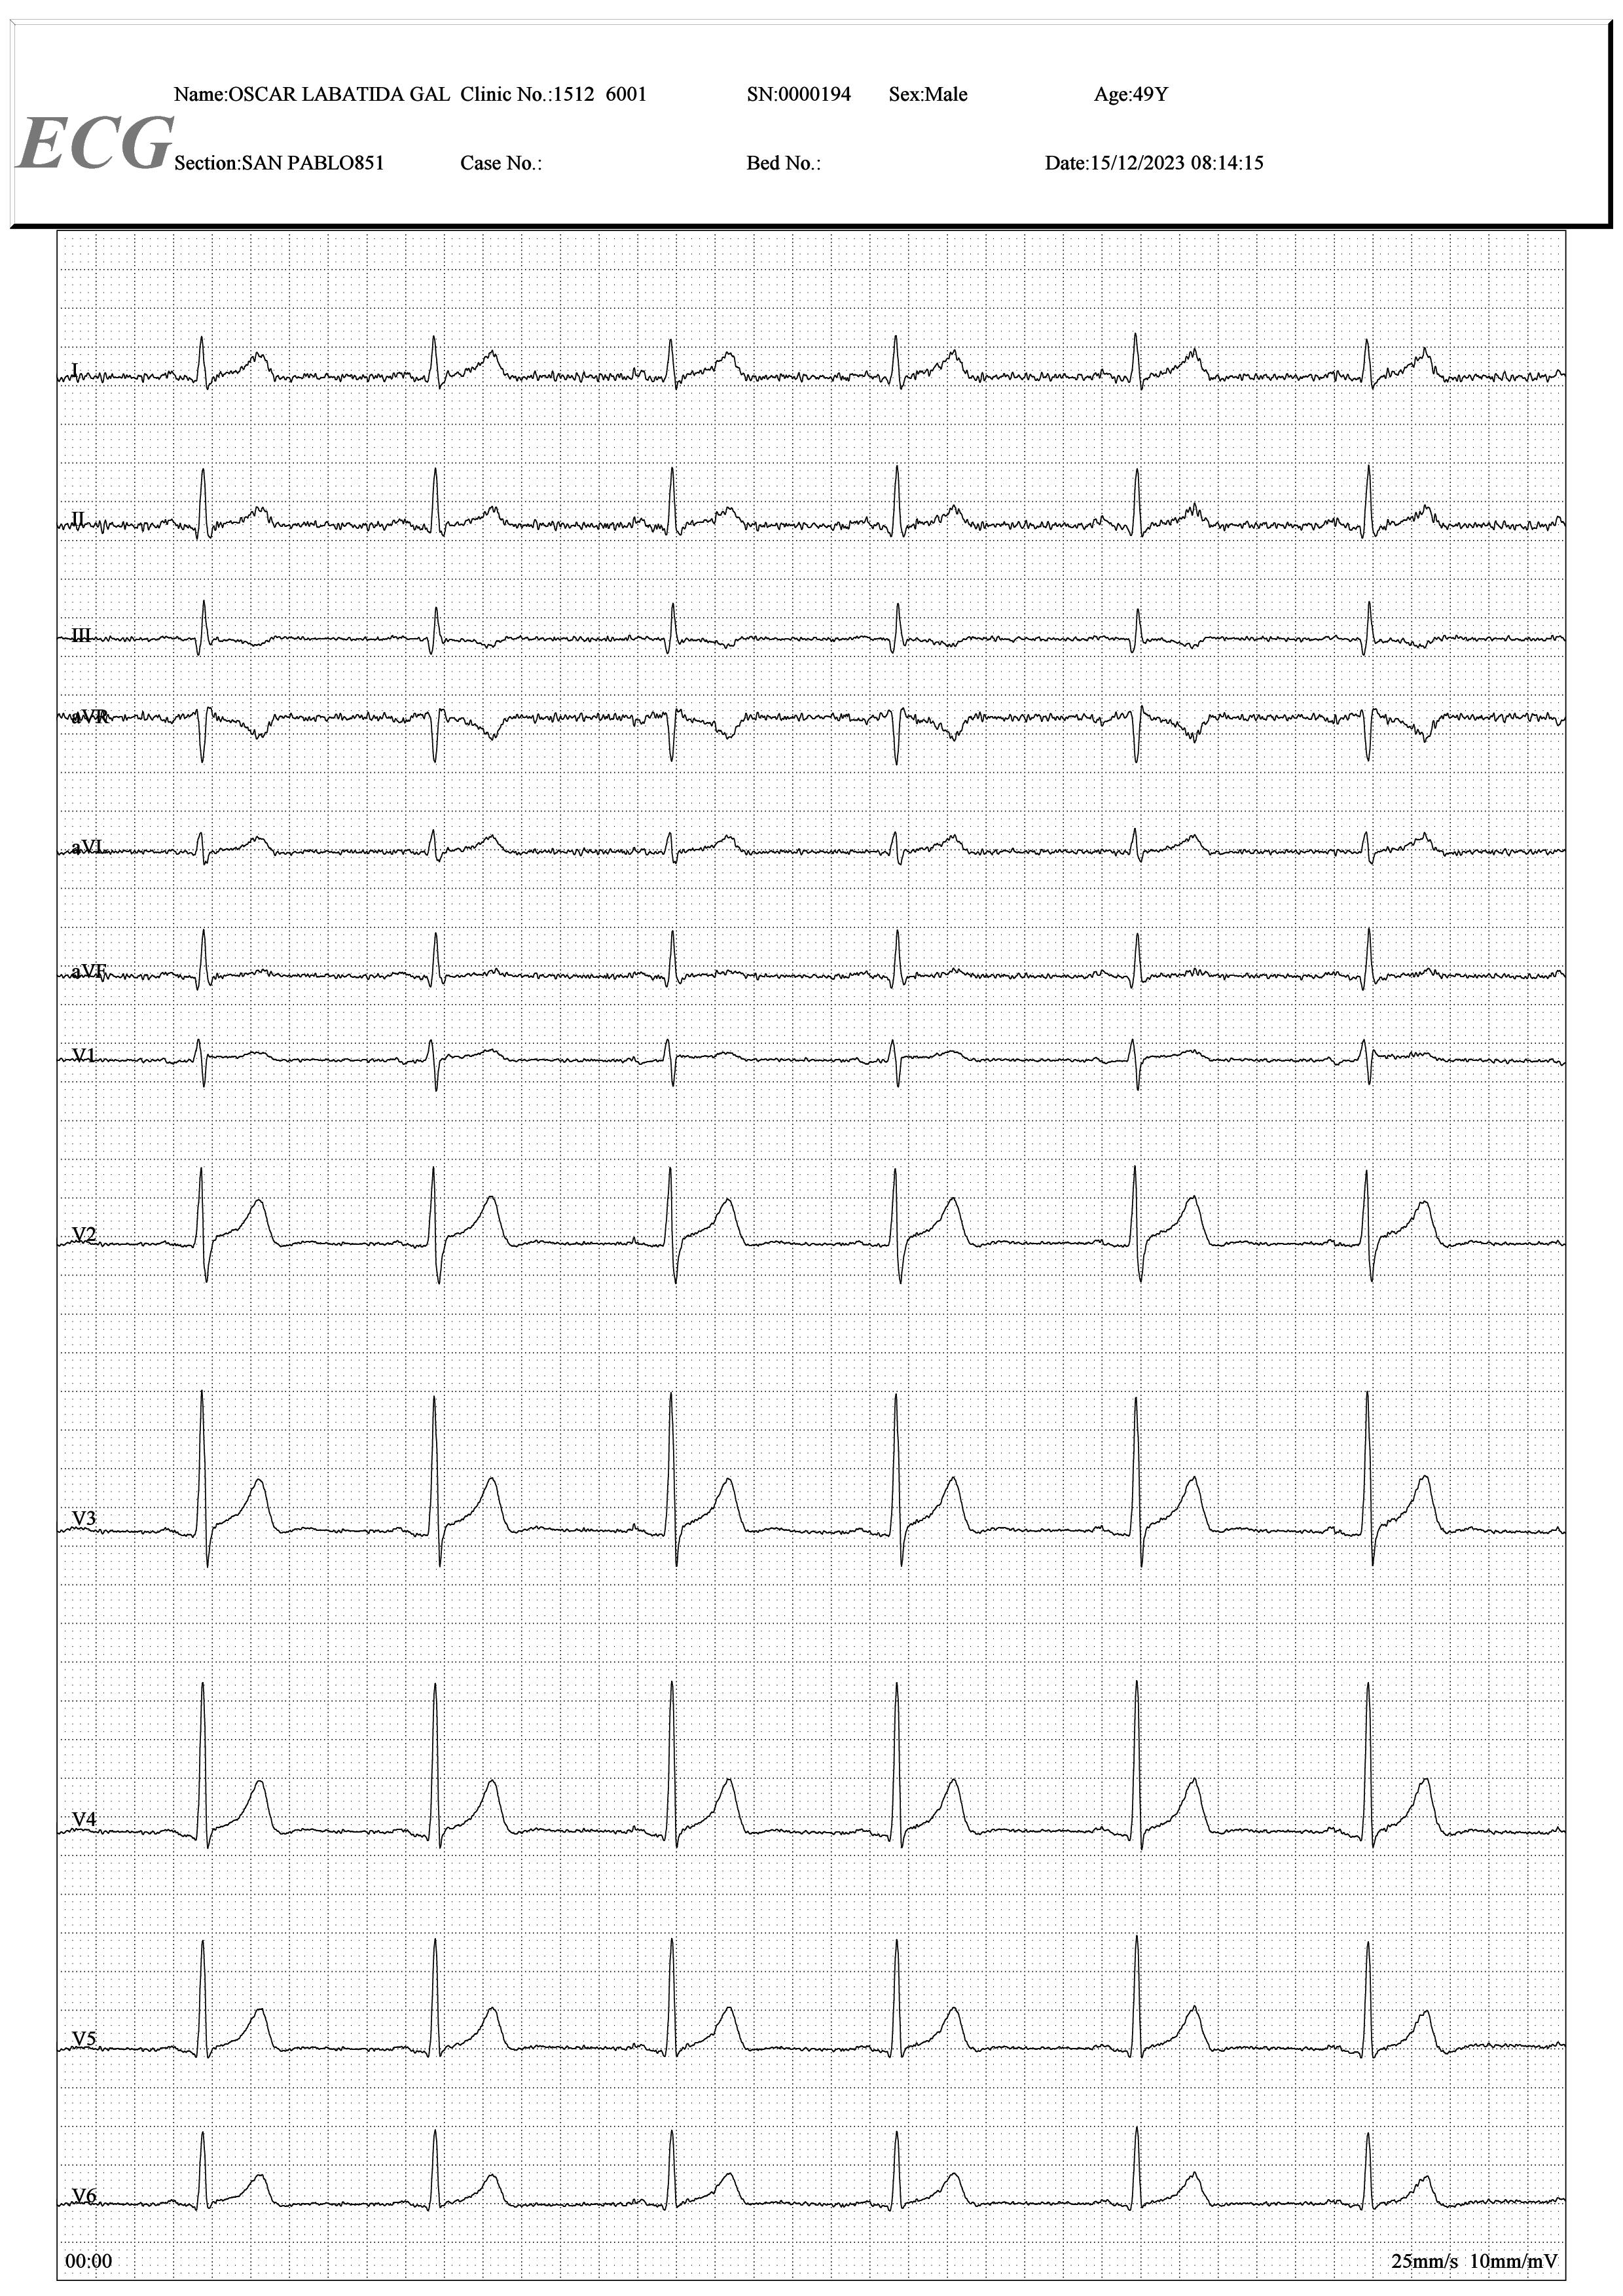 Name:OSCAR LABATIDA GAL Clinic No.:1512 6001 SN:0000194 Sex:Male Age:49Y
ECG
Section:SAN PABLO851 Case No.: Bed No.: Date:15/12/2023 08:14:15
I
II
III
aVR
aVL
aVF
V1
V2
V3
V4
V5
V6
00:00 25mm/s 10mm/mV